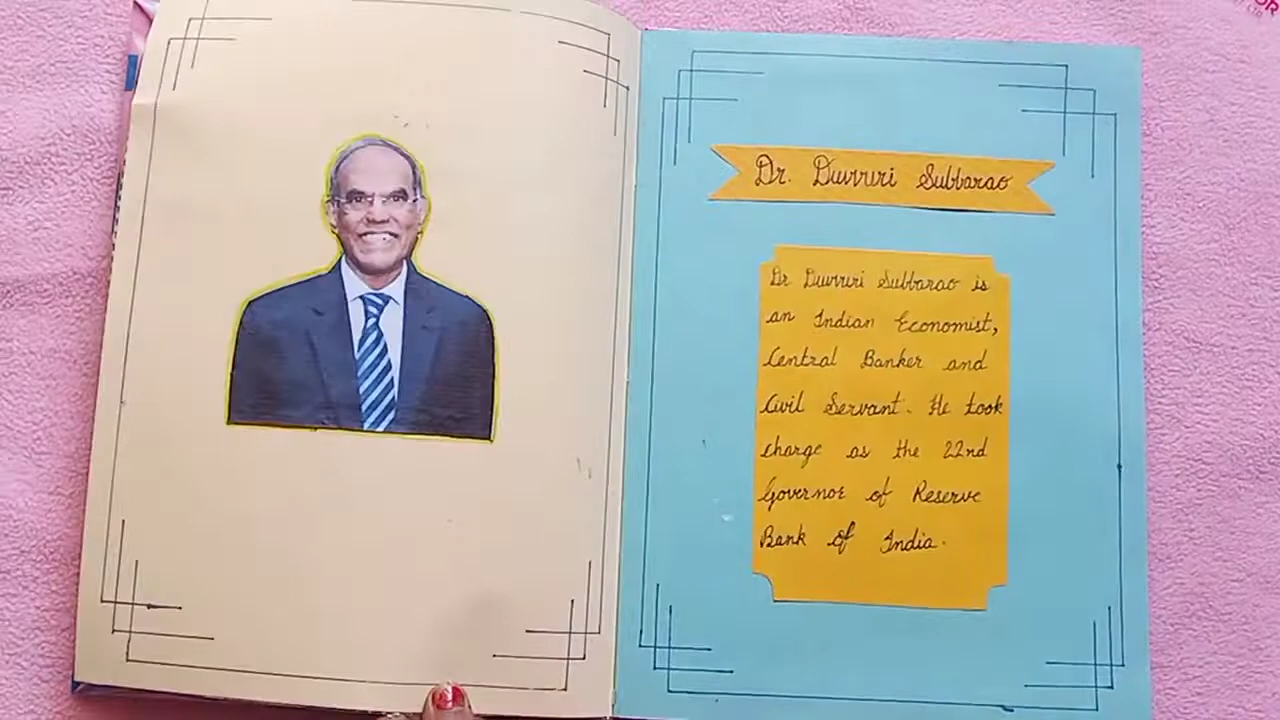 Dr. Duvvuri Subbarao
Dr Duvvuri Subbarao is
an Indian Economist,
Central Banker and
Civil Servant. He took
charge as the 22nd
Governor of Reserve
Bank of India.